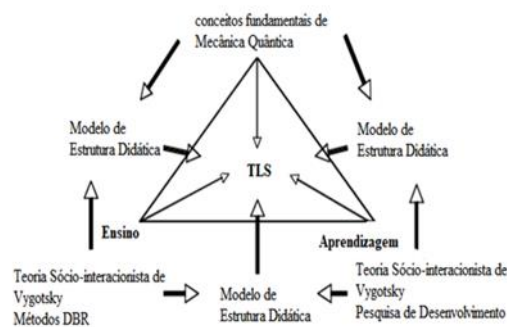 conceitos fundamentais de
Mecânica Quântica
Modelo de
Estrutura Didática
Modelo de
Estrutura Didática
TLS
Ensino
Aprendizagem
Teoria Sócio-interacionista de
Vygotsky
Métodos DBR
Modelo de
Estrutura Didática
Teoria Sócio-interacionista de
Vygotsky
Pesquisa de Desenvolvimento